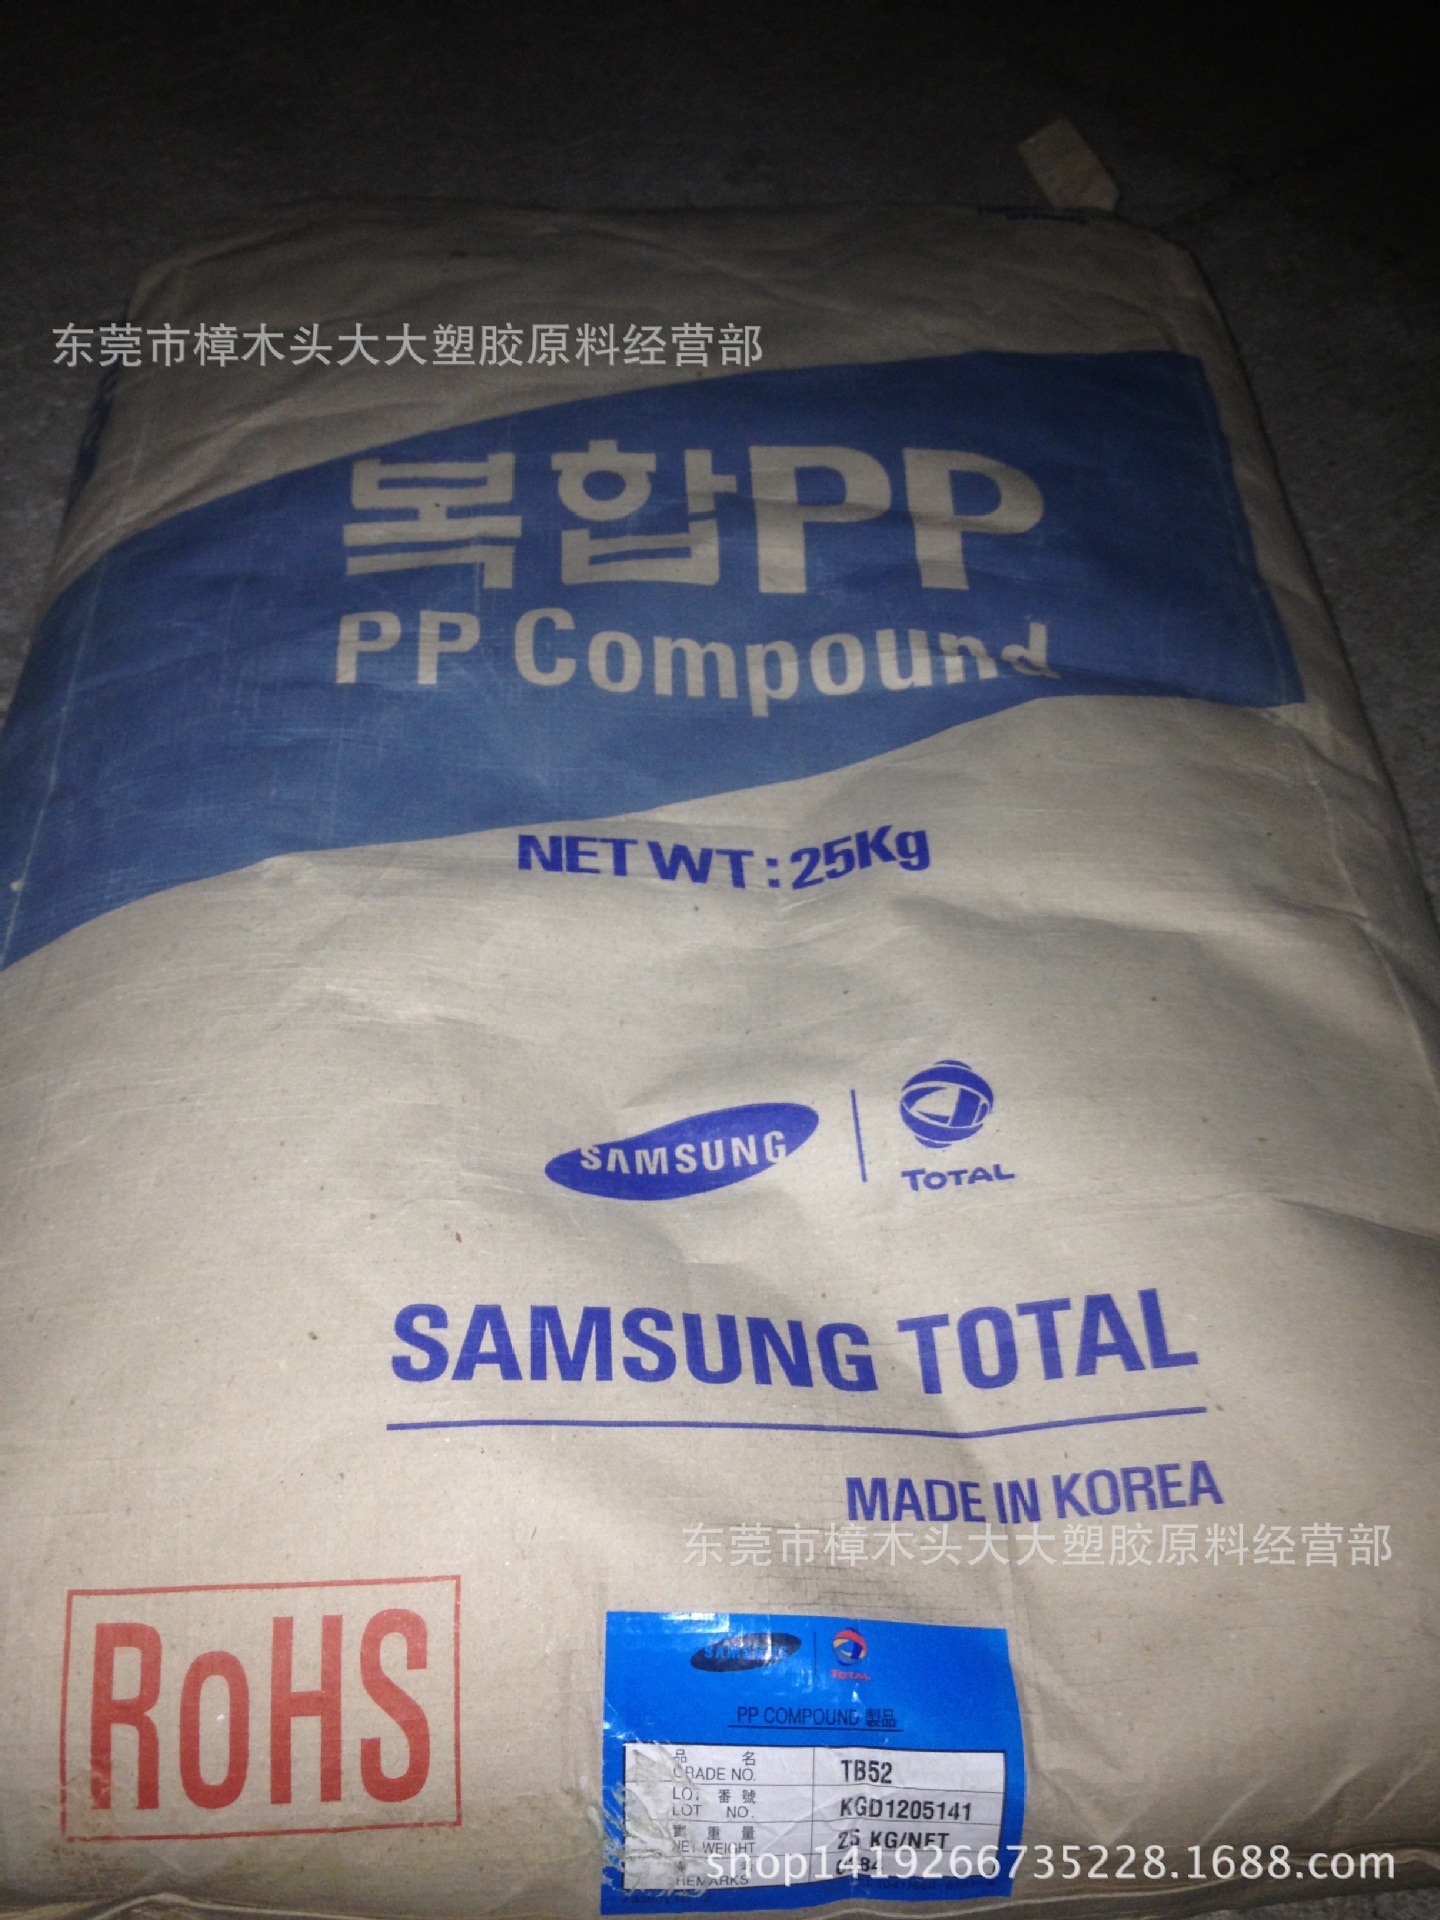 东莞市樟木头大大塑胶原料经营部
복합PP
PP Compound
NET WT : 25Kg
SAMSUNG TOTAL
SAMSUNG TOTAL
MADE IN KOREA
东莞市樟木头大大塑胶原料经营部
RoHS
SAMSUNG TOTAL
PP COMPOUND 製品
品 名
GRADE NO. TB52
LOT 番 號
LOT NO. KGD1205141
實 重 量
NET WEIGHT 25 KG/NET
REMARKS
shop1419266735228.1688.com